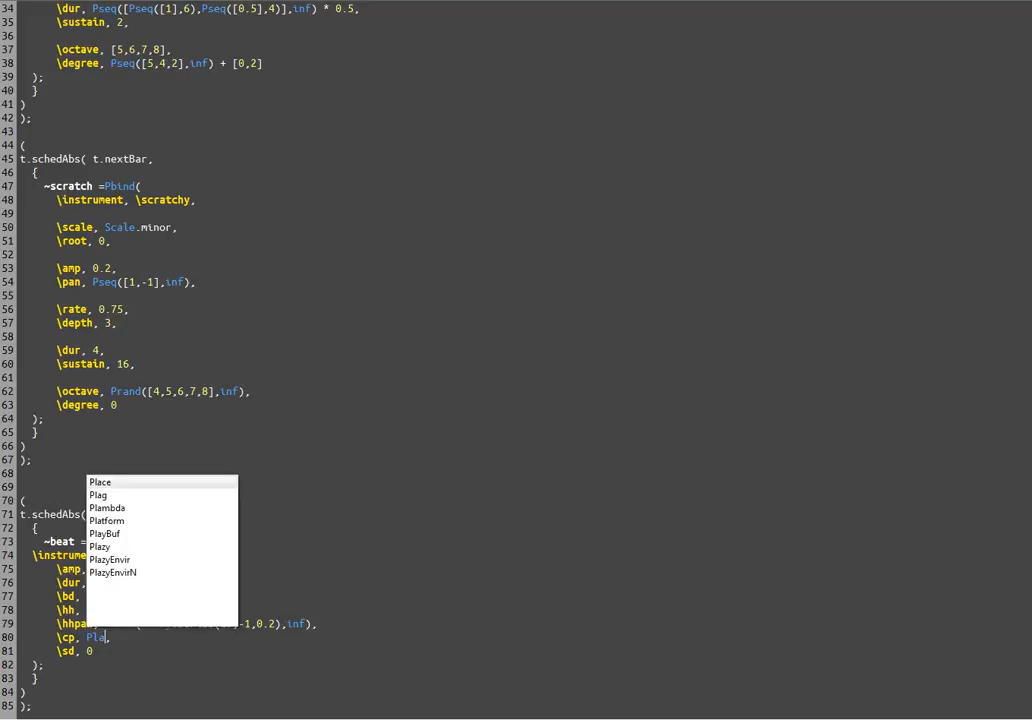 34 \dur, Pseq([Pseq([1],6),Pseq([0.5],4)],inf) * 0.5,
35 \sustain, 2,
36
37 \octave, [5,6,7,8],
38 \degree, Pseq([5,4,2],inf) + [0,2]
39 );
40 }
41 )
42 );
43
44 (
45 t.schedAbs( t.nextBar,
46 {
47 ~scratch =Pbind(
48 \instrument, \scratchy,
49
50 \scale, Scale.minor,
51 \root, 0,
52
53 \amp, 0.2,
54 \pan, Pseq([1,-1],inf),
55
56 \rate, 0.75,
57 \depth, 3,
58
59 \dur, 4,
60 \sustain, 16,
61
62 \octave, Prand([4,5,6,7,8],inf),
63 \degree, 0
64 );
65 }
66 )
67 );
68
69
70 (
71 t.schedAbs(
72 {
73 ~beat =
74 \instrume
75 \amp,
76 \dur,
77 \bd,
78 \hh,
79 \hhpa -1,0.2),inf),
80 \cp, Pla,
81 \sd, 0
82 );
83 }
84 )
85 );
Place
Plag
Plambda
Platform
PlayBuf
Plazy
PlazyEnvir
PlazyEnvirN